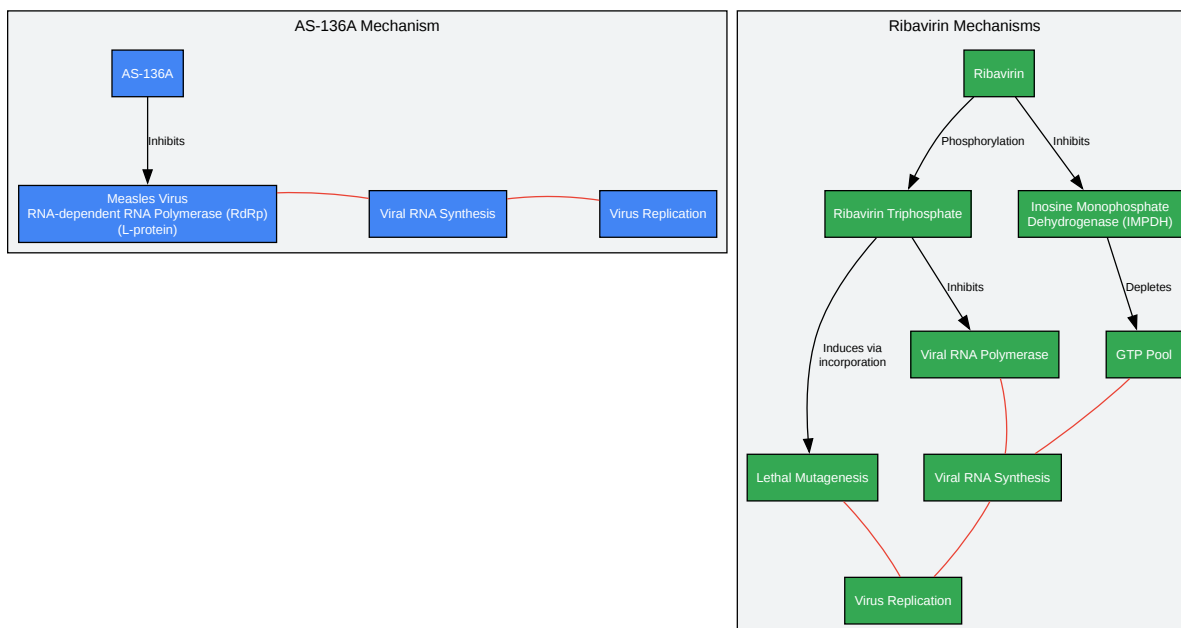 AS-136A Mechanism
AS-136A
Inhibits
Measles Virus
RNA-dependent RNA Polymerase (RdRp)
(L-protein)
Viral RNA Synthesis
Virus Replication
Ribavirin Mechanisms
Ribavirin
Phosphorylation
Inhibits
Ribavirin Triphosphate
Inosine Monophosphate
Dehydrogenase (IMPDH)
Inhibits
Depletes
Induces via
incorporation
Viral RNA Polymerase
GTP Pool
Lethal Mutagenesis
Viral RNA Synthesis
Virus Replication